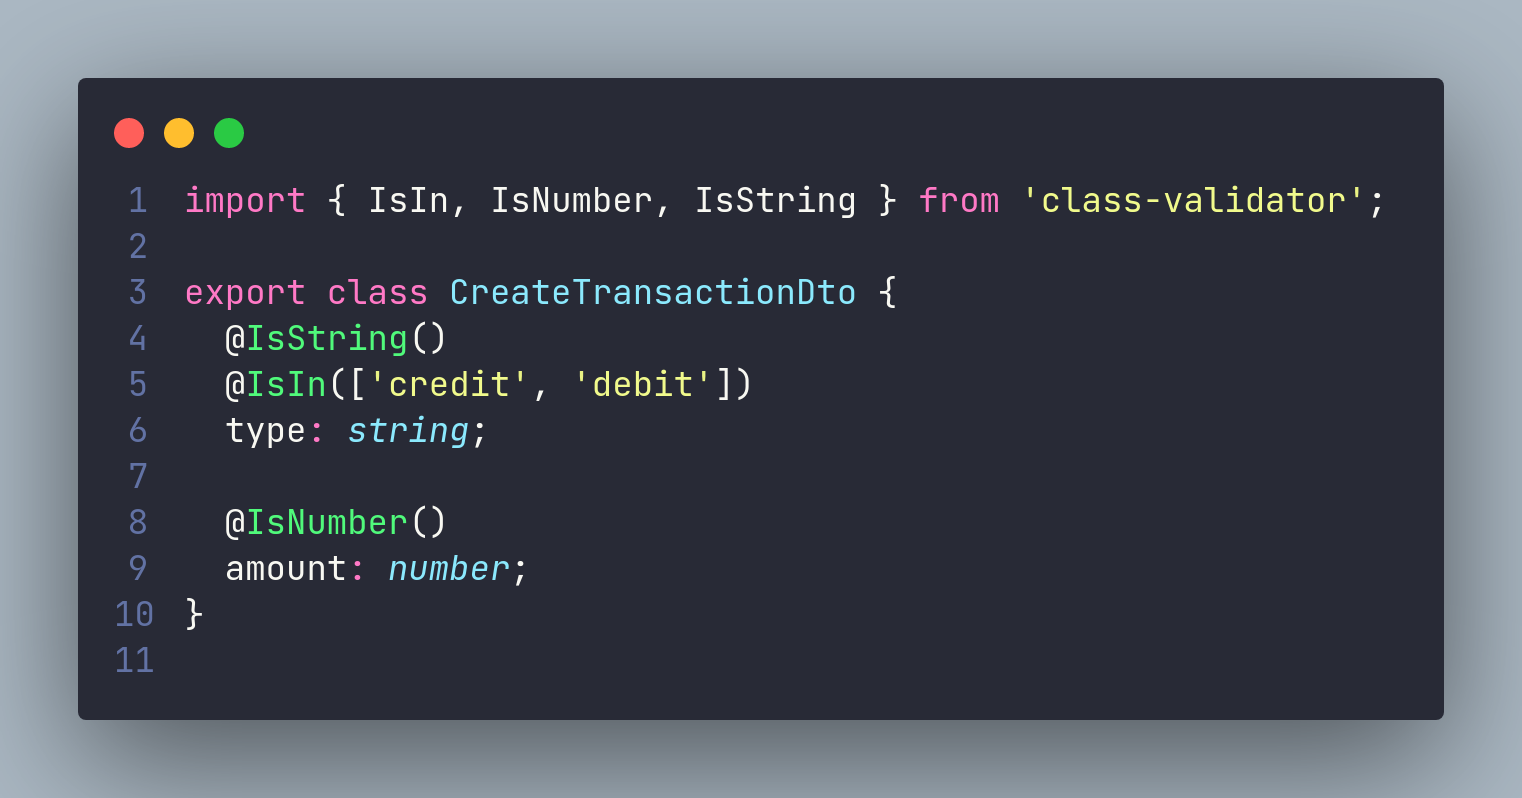 1 import { IsIn, IsNumber, IsString } from 'class-validator';
2
3 export class CreateTransactionDto {
4   @IsString()
5   @IsIn(['credit', 'debit'])
6   type: string;
7
8   @IsNumber()
9   amount: number;
10 }
11